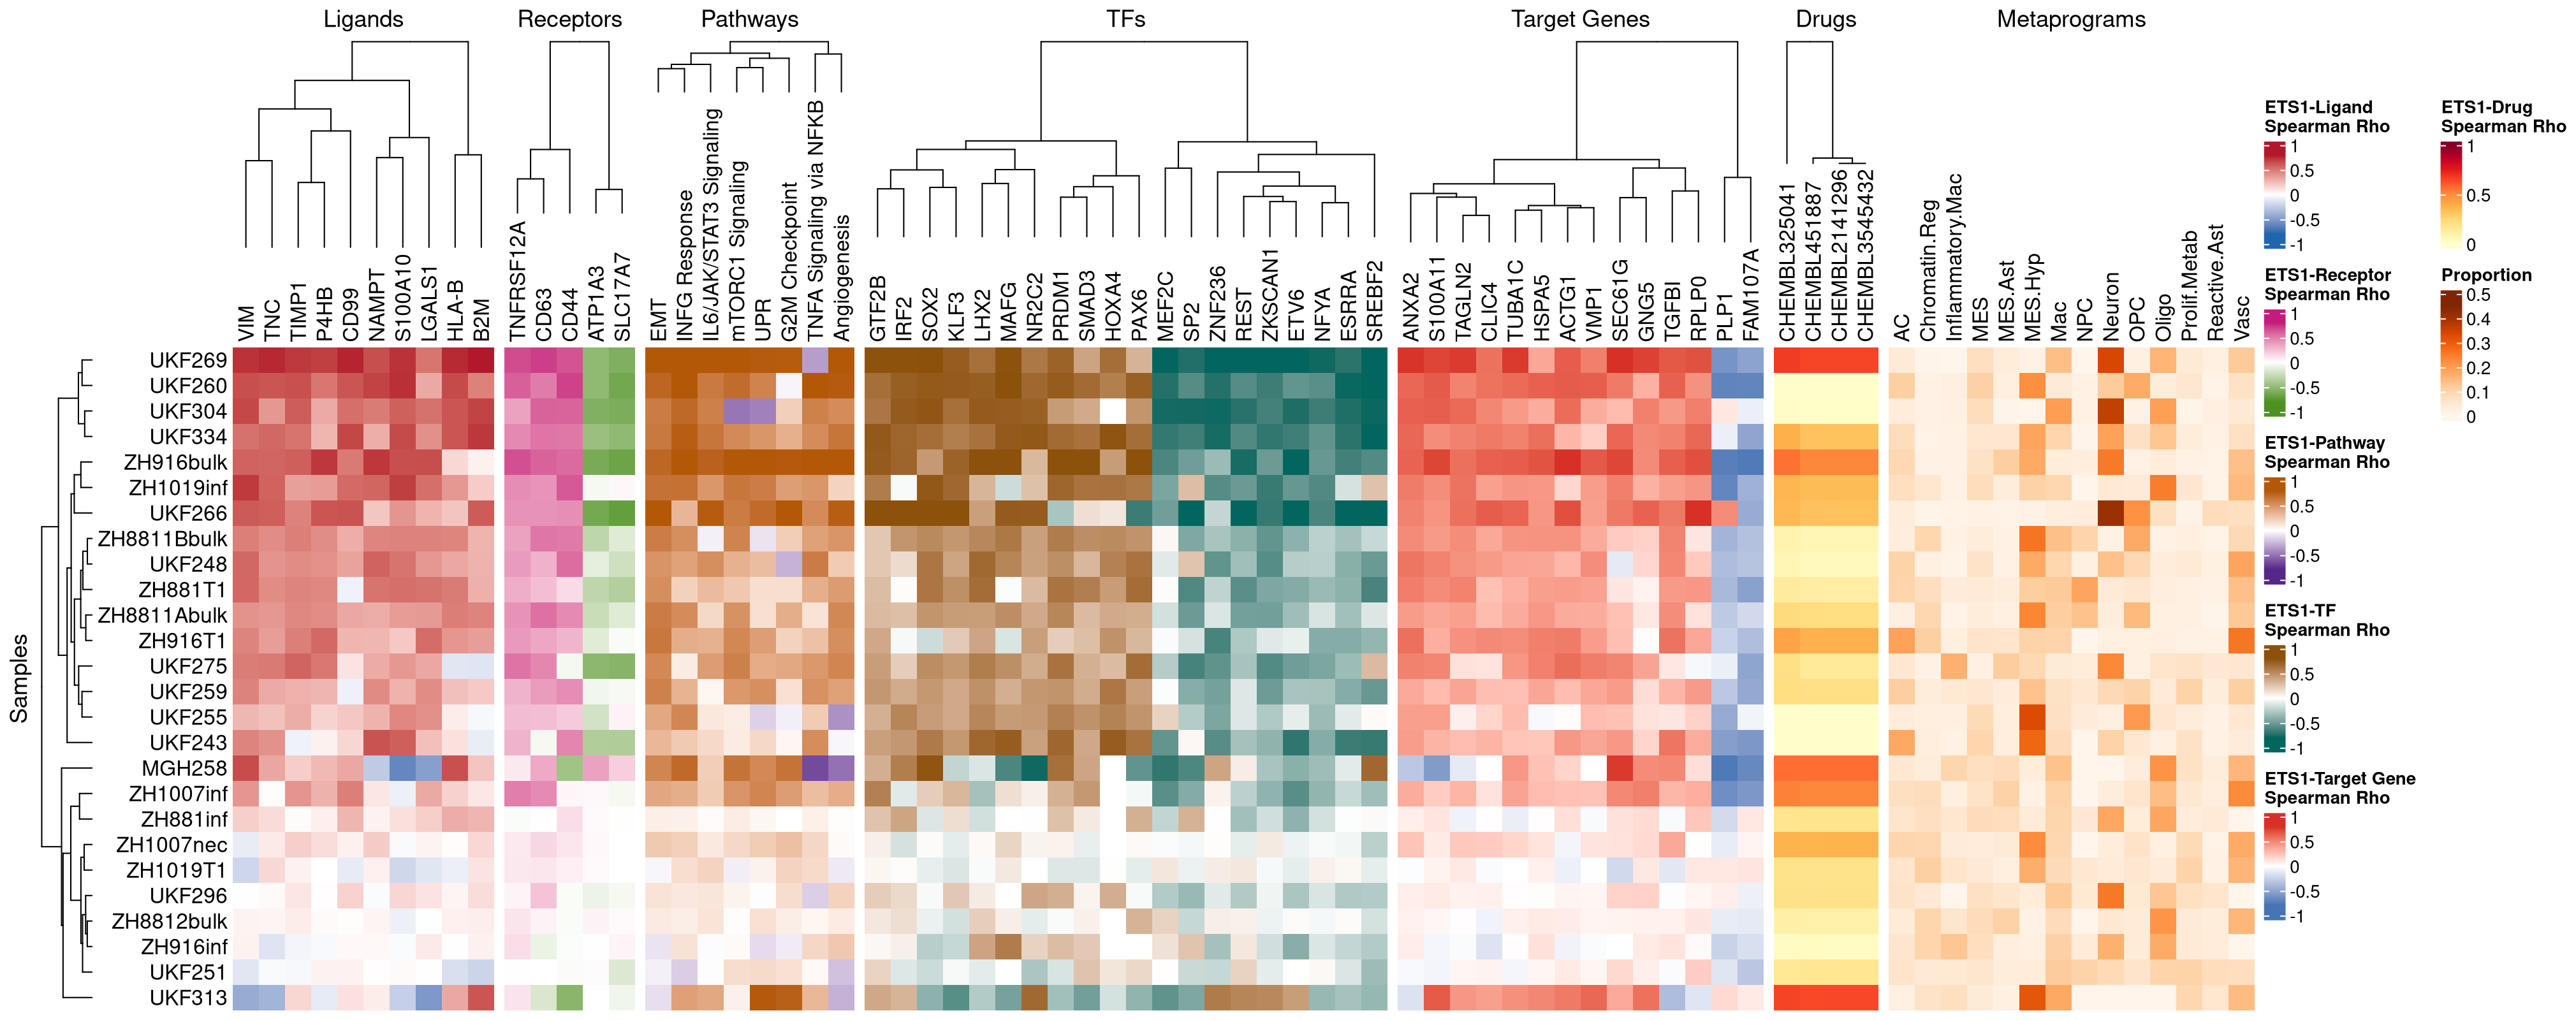 Ligands Receptors Pathways TFs Target Genes Drugs Metaprograms
VIM TNC TIMP1 P4HB CD99 NAMPT S100A10 LGALS1 HLA-B B2M
TNFRSF12A CD63 CD44 ATP1A3 SLC17A7
EMT
INFG Response
IL6/JAK/STAT3 Signaling
mTORC1 Signaling
UPR
G2M Checkpoint
TNFA Signaling via NFKB
Angiogenesis
GTF2B IRF2 SOX2 KLF3 LHX2 MAFG NR2C2 PRDM1 SMAD3 HOXA4 PAX6 MEF2C SP2 ZNF236 REST ZKSCAN1 ETV6 NFYA ESRRA SREBF2
ANXA2 S100A11 TAGLN2 CLIC4 TUBA1C HSPA5 ACTG1 VMP1 SEC61G GNG5 TGFBI RPLP0 PLP1 FAM107A
CHEMBL325041 CHEMBL451887 CHEMBL2141296 CHEMBL3545432
AC Chromatin.Reg Inflammatory.Mac MES MES.Ast MES.Hyp Mac NPC Neuron OPC Oligo Prolif.Metab Reactive.Ast Vasc
Samples
UKF269
UKF260
UKF304
UKF334
ZH916bulk
ZH1019inf
UKF266
ZH8811Bbulk
UKF248
ZH881T1
ZH8811Abulk
ZH916T1
UKF275
UKF259
UKF255
UKF243
MGH258
ZH1007inf
ZH881inf
ZH1007nec
ZH1019T1
UKF296
ZH8812bulk
ZH916inf
UKF251
UKF313
ETS1-Ligand
Spearman Rho
1
0.5
0
-0.5
-1
ETS1-Receptor
Spearman Rho
1
0.5
0
-0.5
-1
ETS1-Pathway
Spearman Rho
1
0.5
0
-0.5
-1
ETS1-TF
Spearman Rho
1
0.5
0
-0.5
-1
ETS1-Target Gene
Spearman Rho
1
0.5
0
-0.5
-1
ETS1-Drug
Spearman Rho
1
0.5
0
Proportion
0.5
0.4
0.3
0.2
0.1
0